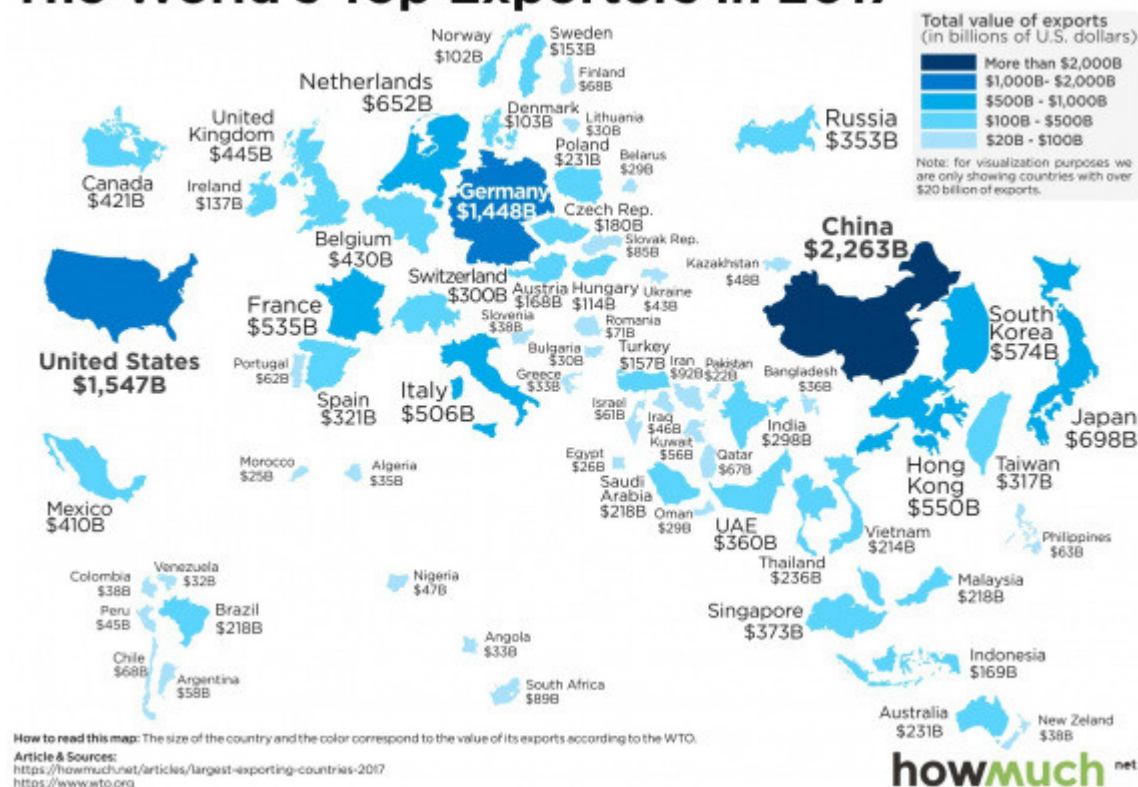 The World's Top Exporters in 2017
Total value of exports
(in billions of U.S. dollars)
More than $2,000B
$1,000B- $2,000B
$500B - $1,000B
$100B - $500B
$20B - $100B
Note: for visualization purposes we
are only showing countries with over
$20 billion of exports.
Norway
$102B
Sweden
$153B
Finland
$68B
Netherlands
$652B
Denmark
$103B
Lithuania
$30B
United
Kingdom
$445B
Poland
$231B
Belarus
$29B
Russia
$353B
Canada
$421B
Ireland
$137B
Germany
$1,448B
Czech Rep.
$180B
Belgium
$430B
Slovak Rep.
$85B
China
$2,263B
Kazakhstan
$48B
Switzerland
$300B
Austria
$168B
Hungary
$114B
Ukraine
$43B
France
$535B
Slovenia
$38B
Romania
$71B
South
Korea
$574B
United States
$1,547B
Portugal
$62B
Bulgaria
$30B
Turkey
$157B
Iran
$92B
Pakistan
$22B
Bangladesh
$36B
Spain
$321B
Italy
$506B
Greece
$33B
Israel
$61B
Iraq
$46B
Kuwait
$56B
India
$298B
Japan
$698B
Morocco
$25B
Algeria
$35B
Egypt
$26B
Qatar
$67B
Hong
Kong
$550B
Taiwan
$317B
Mexico
$410B
Saudi
Arabia
$218B
Oman
$29B
UAE
$360B
Vietnam
$214B
Philippines
$63B
Thailand
$236B
Colombia
$38B
Venezuela
$32B
Nigeria
$47B
Malaysia
$218B
Peru
$45B
Brazil
$218B
Singapore
$373B
Angola
$33B
Chile
$68B
Argentina
$58B
South Africa
$89B
Indonesia
$169B
Australia
$231B
New Zeland
$38B
How to read this map: The size of the country and the color correspond to the value of its exports according to the WTO.
Article & Sources:
https://howmuch.net/articles/largest-exporting-countries-2017
https://www.wto.org
howmuch net